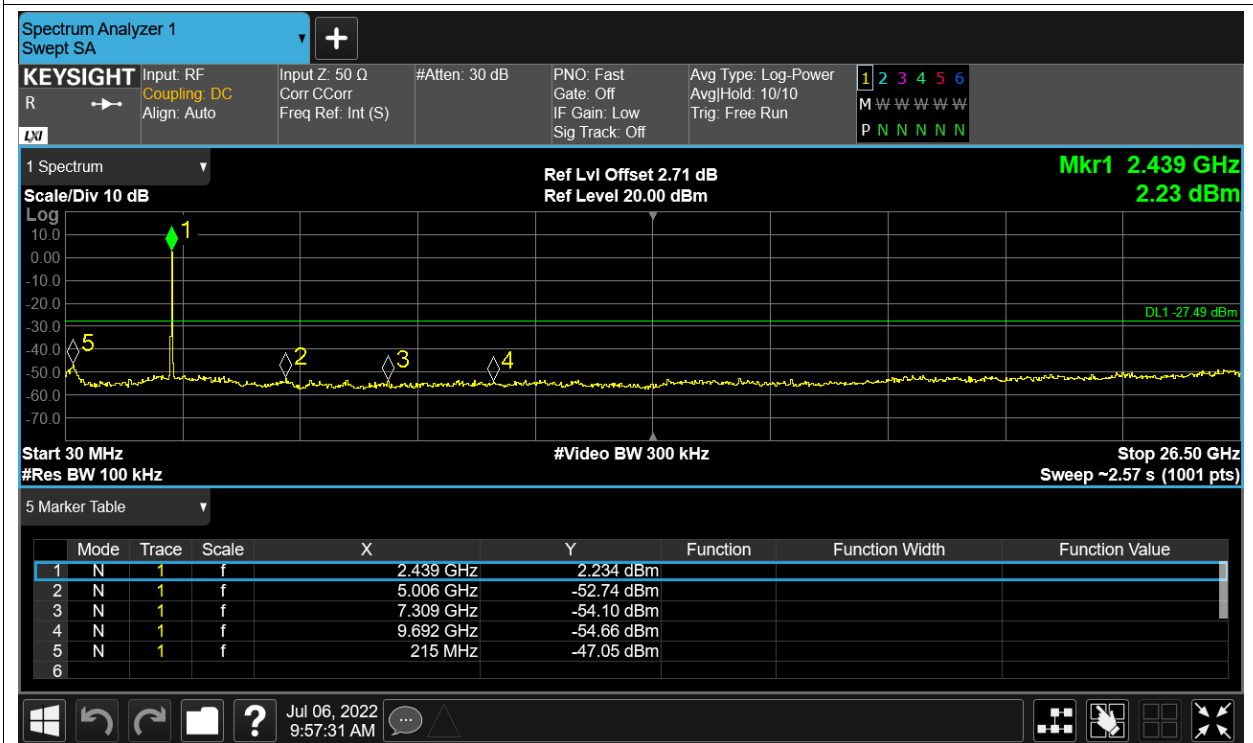 Spectrum Analyzer 1
Swept SA
KEYSIGHT Input: RF Input Z: 50 Ω #Atten: 30 dB PNO: Fast Avg Type: Log-Power 1 2 3 4 5 6
R Coupling: DC Corr CCorr Gate: Off Avg|Hold: 10/10 M W W W W W
Align: Auto Freq Ref: Int (S) IF Gain: Low Trig: Free Run
LXI Sig Track: Off P N N N N N
1 Spectrum Ref Lvl Offset 2.71 dB Mkr1 2.439 GHz
Scale/Div 10 dB Ref Level 20.00 dBm 2.23 dBm
Log
1
10.0
0.00
-10.0
-20.0
DL1 -27.49 dBm
-30.0
5
-40.0
2 3 4
-50.0
-60.0
-70.0
Start 30 MHz #Video BW 300 kHz Stop 26.50 GHz
#Res BW 100 kHz Sweep ~2.57 s (1001 pts)
5 Marker Table
Mode Trace Scale X Y Function Function Width Function Value
1 N 1 f 2.439 GHz 2.234 dBm
2 N 1 f 5.006 GHz -52.74 dBm
3 N 1 f 7.309 GHz -54.10 dBm
4 N 1 f 9.692 GHz -54.66 dBm
5 N 1 f 215 MHz -47.05 dBm
6
? Jul 06, 2022
9:57:31 AM